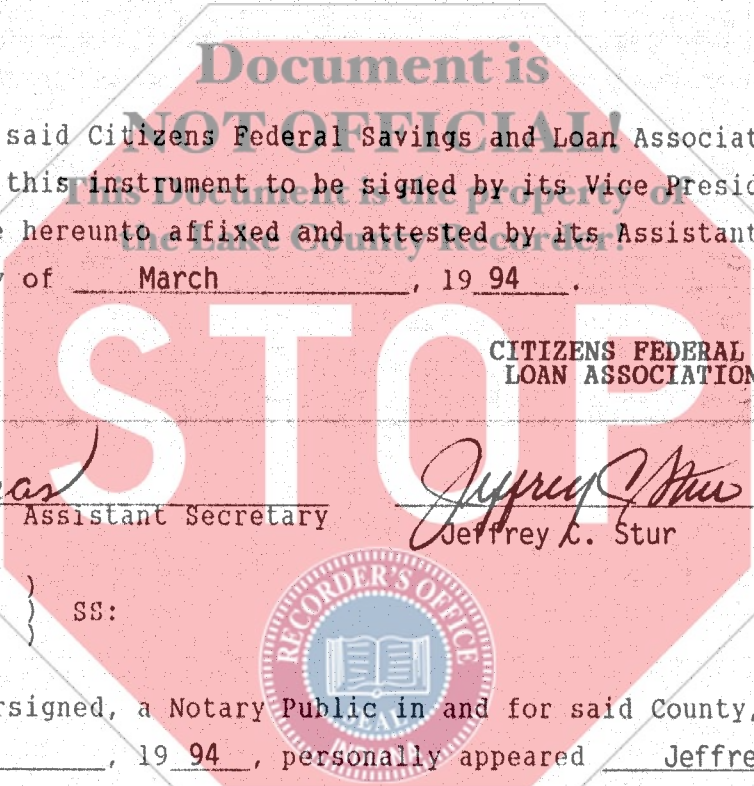 Document is
NOT OFFICIAL!
said Citizens Federal Savings and Loan Associat
this instrument to be signed by its Vice Presid
This Document is the property of
hereunto affixed and attested by its Assistant
the Lake County Recorder!
of March , 19 94 .
STOP
CITIZENS FEDERAL
LOAN ASSOCIATION
Jeffrey C Stur
Assistant Secretary
Jeffrey C. Stur
) SS:
RECORDER'S OFFICE
rsigned, a Notary Public in and for said County,
, 19 94 , personally appeared Jeffre